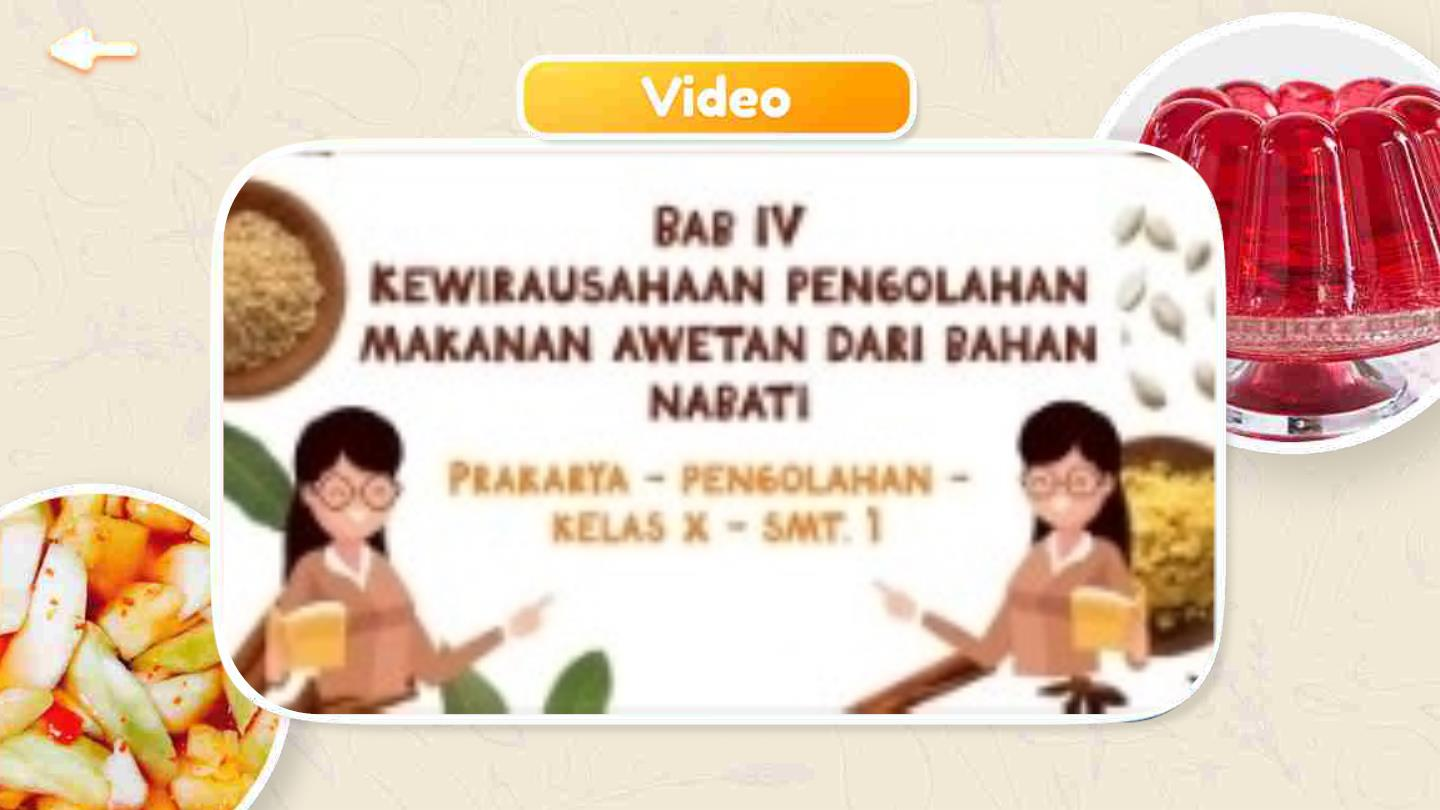 Video
BAB IV
KEWIRAUSAHAAN PENGOLAHAN
MAKANAN AWETAN DARI BAHAN
NABATI
PRAKARYA - PENGOLAHAN -
KELAS X - SMT. 1